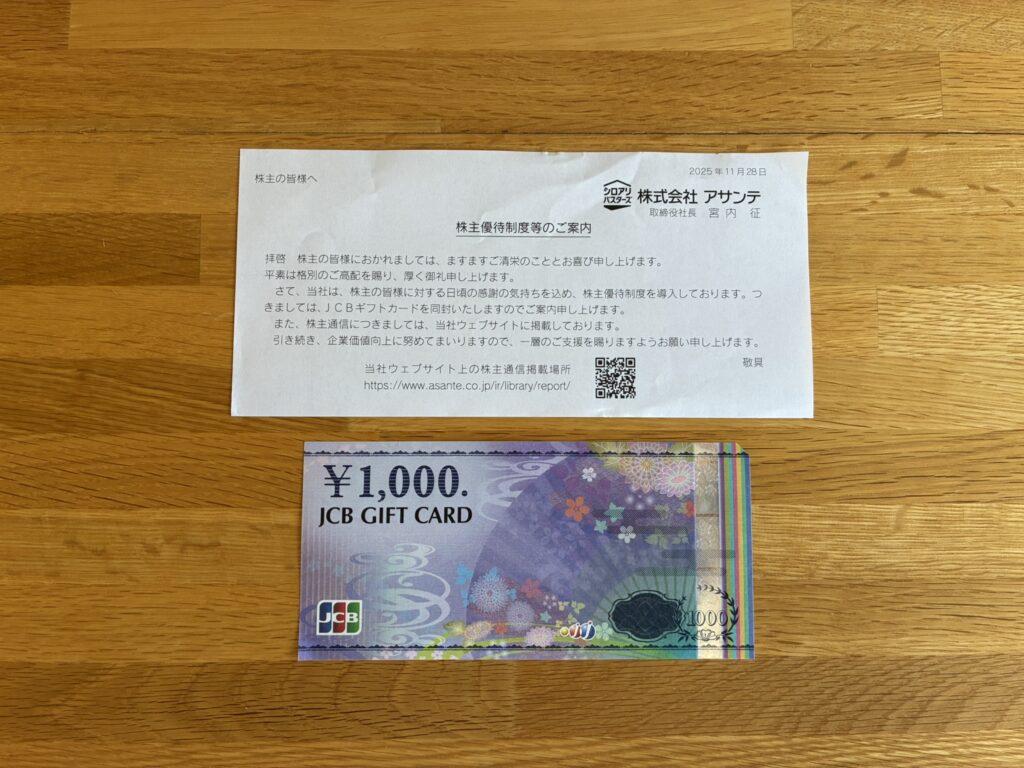 2025年11月28日
株主の皆様へ
シロアリ
バスターズ
株式会社 アサンテ
取締役社長 宮内 征
株主優待制度等のご案内
拝啓 株主の皆様におかれましては、ますますご清栄のこととお喜び申し上げます。
平素は格別のご高配を賜り、厚く御礼申し上げます。
さて、当社は、株主の皆様に対する日頃の感謝の気持ちを込め、株主優待制度を導入しております。つ
きましては、JCBギフトカードを同封いたしますのでご案内申し上げます。
また、株主通信につきましては、当社ウェブサイトに掲載しております。
引き続き、企業価値向上に努めてまいりますので、一層のご支援を賜りますようお願い申し上げます。
敬具
当社ウェブサイト上の株主通信掲載場所
https://www.asante.co.jp/ir/library/report/
¥1,000.
JCB GIFT CARD
JCB
1000